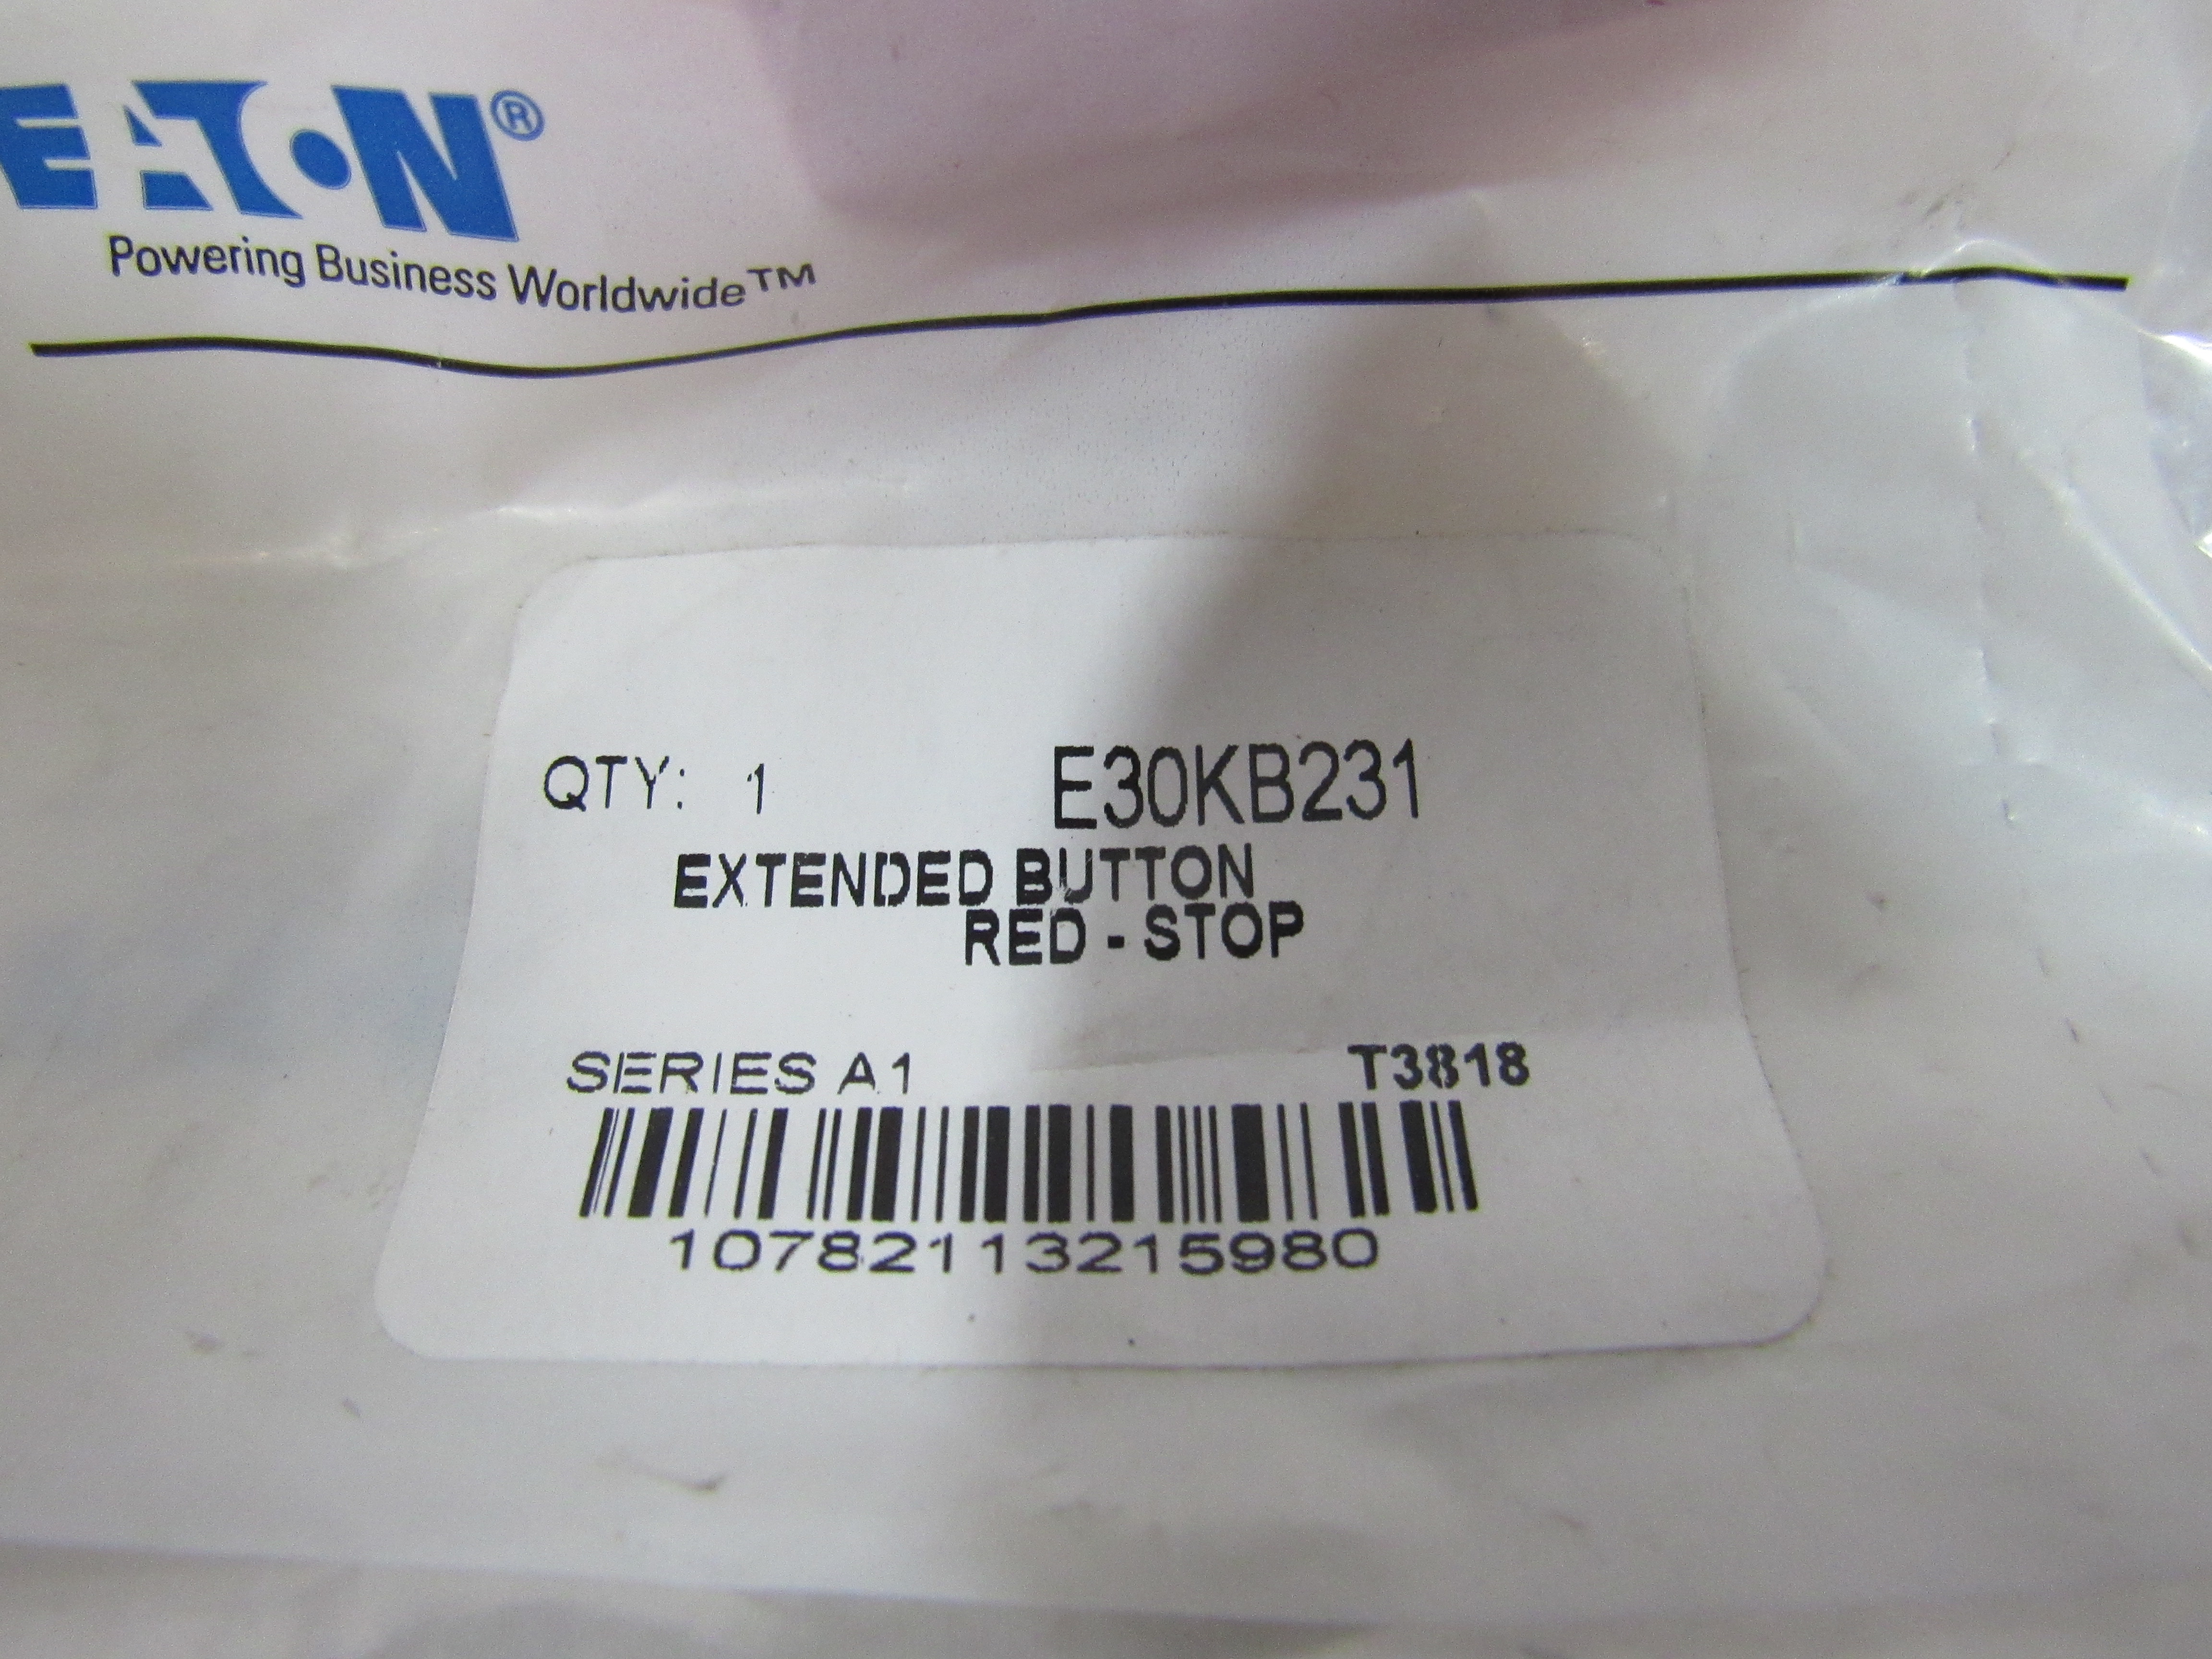 EATON®
Powering Business Worldwide™
QTY: 1 E30KB231
EXTENDED BUTTON
RED - STOP
SERIES A1 T3818
10782113215980